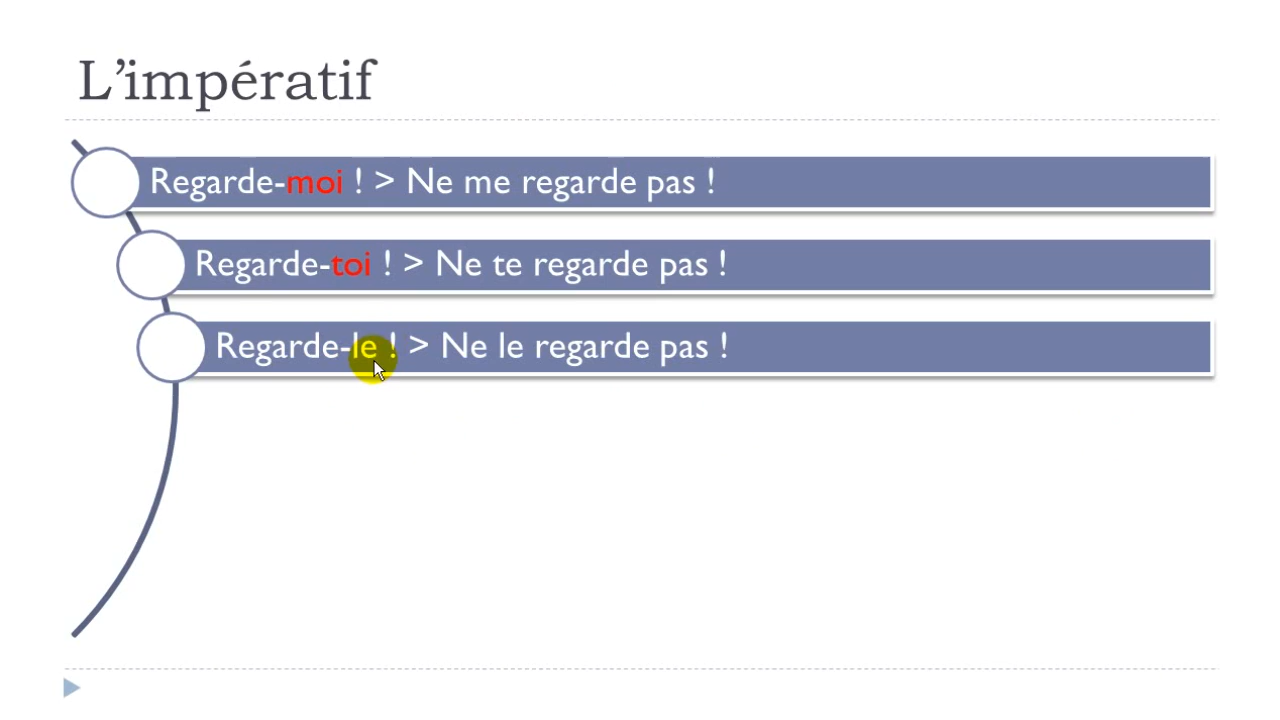 L’impératif
Regarde-moi ! > Ne me regarde pas !
Regarde-toi ! > Ne te regarde pas !
Regarde-le ! > Ne le regarde pas !